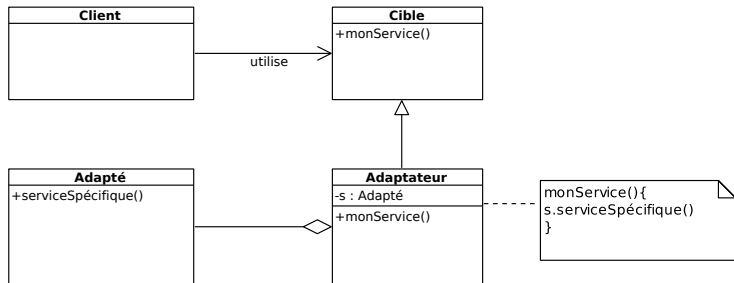 Client
Cible
+monService()
utilise
Adapté
+serviceSpécifique()
Adaptateur
-s : Adapté
+monService()
monService(){
s.serviceSpécifique()
}